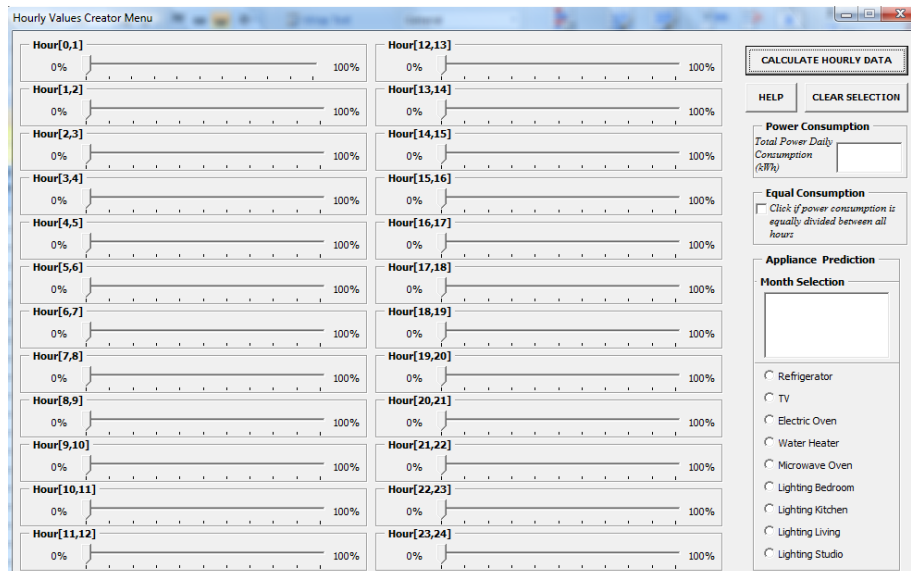 Hourly Values Creator Menu
Hour[0,1]
0% 100%
Hour[1,2]
0% 100%
Hour[2,3]
0% 100%
Hour[3,4]
0% 100%
Hour[4,5]
0% 100%
Hour[5,6]
0% 100%
Hour[6,7]
0% 100%
Hour[7,8]
0% 100%
Hour[8,9]
0% 100%
Hour[9,10]
0% 100%
Hour[10,11]
0% 100%
Hour[11,12]
0% 100%
Hour[12,13]
0% 100%
Hour[13,14]
0% 100%
Hour[14,15]
0% 100%
Hour[15,16]
0% 100%
Hour[16,17]
0% 100%
Hour[17,18]
0% 100%
Hour[18,19]
0% 100%
Hour[19,20]
0% 100%
Hour[20,21]
0% 100%
Hour[21,22]
0% 100%
Hour[22,23]
0% 100%
Hour[23,24]
0% 100%
CALCULATE HOURLY DATA
HELP CLEAR SELECTION
Power Consumption
Total Power Daily
Consumption
(kWh)
Equal Consumption
Click if power consumption is
equally divided between all
hours
Appliance Prediction
Month Selection
Refrigerator
TV
Electric Oven
Water Heater
Microwave Oven
Lighting Bedroom
Lighting Kitchen
Lighting Living
Lighting Studio